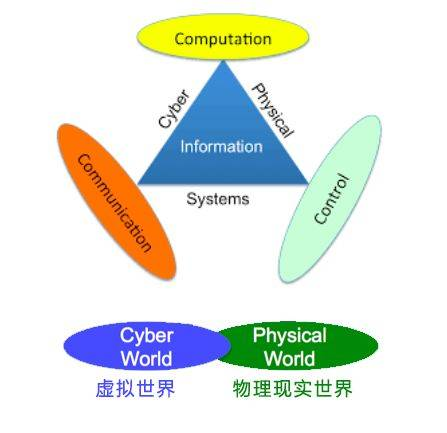 Computation
Cyber
Physical
Information
Communication
Systems
Control
Cyber
World
Physical
World
虚拟世界
物理现实世界